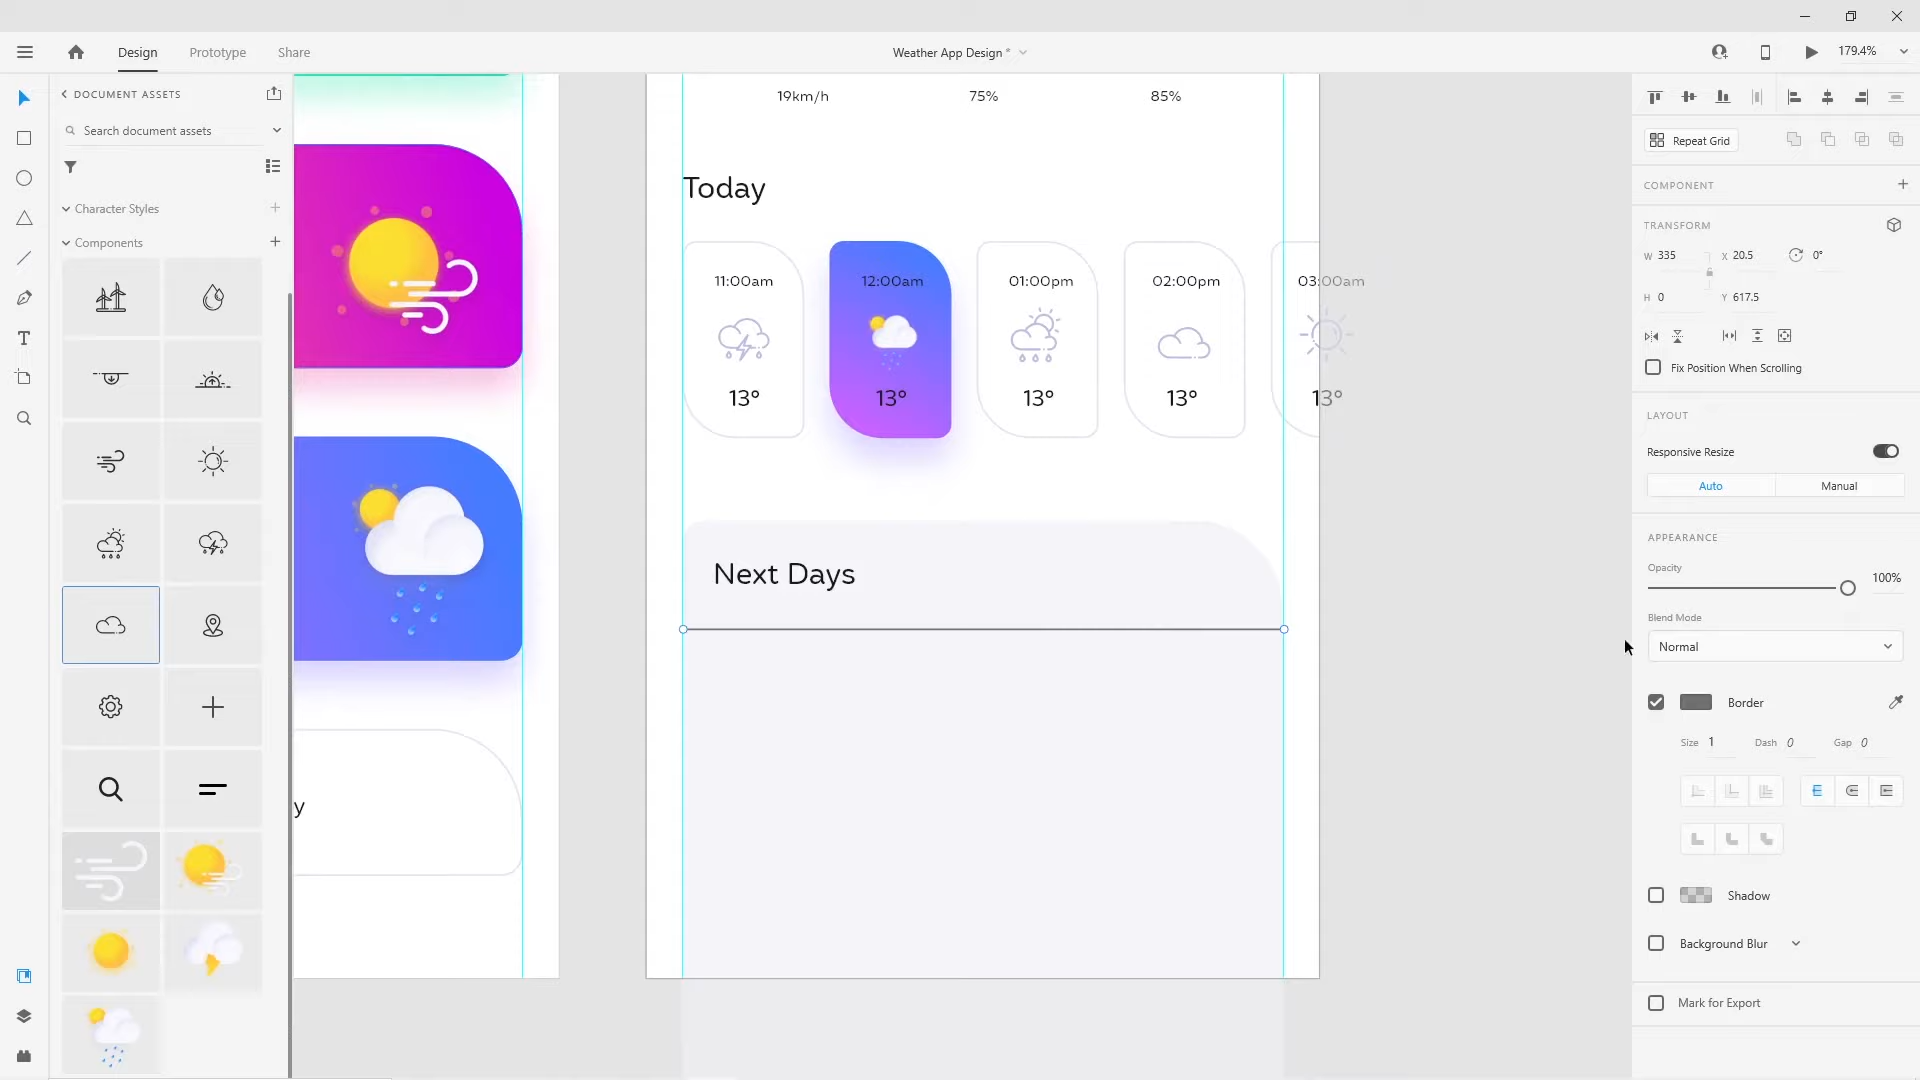 Design
Prototype
Share
Weather App Design *
179.4%
DOCUMENT ASSETS
Search document assets
Character Styles
Components
y
19km/h
75%
85%
Today
11:00am
12:00am
01:00pm
02:00pm
03:00am
13°
13°
13°
13°
13°
Next Days
Repeat Grid
COMPONENT
TRANSFORM
W 335
X 20.5
0°
H 0
Y 617.5
Fix Position When Scrolling
LAYOUT
Responsive Resize
Auto
Manual
APPEARANCE
Opacity
100%
Blend Mode
Normal
Border
Size 1
Dash 0
Gap 0
Shadow
Background Blur
Mark for Export